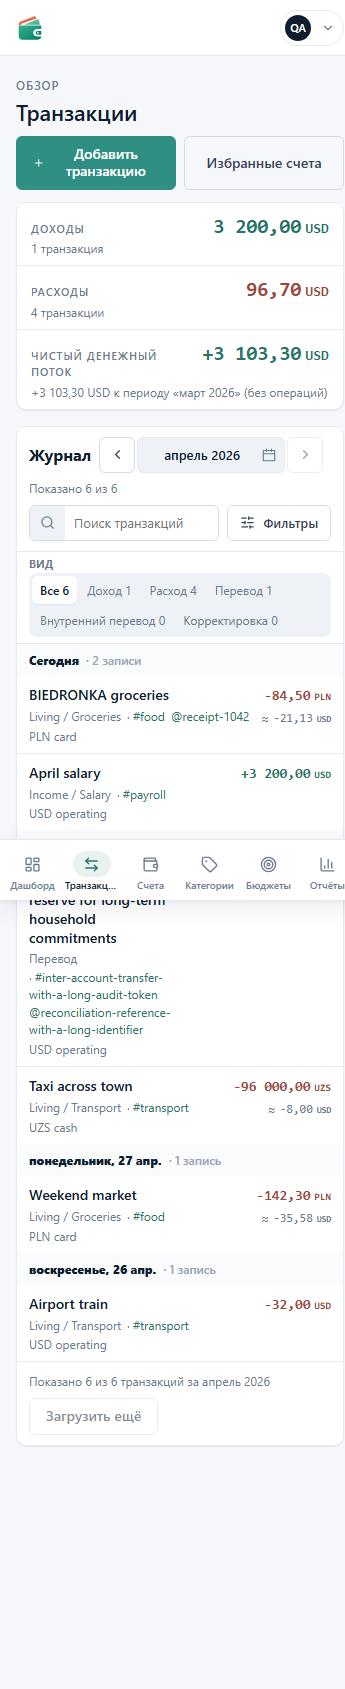 QA
ОБЗОР
Транзакции
+ Добавить транзакцию
Избранные счета
ДОХОДЫ
3 200,00 USD
1 транзакция
РАСХОДЫ
96,70 USD
4 транзакции
ЧИСТЫЙ ДЕНЕЖНЫЙ ПОТОК
+3 103,30 USD
+3 103,30 USD к периоду «март 2026» (без операций)
Журнал
апрель 2026
Показано 6 из 6
Поиск транзакций
Фильтры
ВИД
Все 6 Доход 1 Расход 4 Перевод 1
Внутренний перевод 0 Корректировка 0
Сегодня · 2 записи
BIEDRONKA groceries -84,50 PLN
Living / Groceries · #food @receipt-1042 ≈ -21,13 USD
PLN card
April salary +3 200,00 USD
Income / Salary · #payroll
USD operating
Дашборд Транзакц... Счета Категории Бюджеты Отчёты
reserve for long-term
household
commitments
Перевод
· #inter-account-transfer-
with-a-long-audit-token
@reconciliation-reference-
with-a-long-identifier
USD operating
Taxi across town -96 000,00 UZS
Living / Transport · #transport ≈ -8,00 USD
UZS cash
понедельник, 27 апр. · 1 запись
Weekend market -142,30 PLN
Living / Groceries · #food ≈ -35,58 USD
PLN card
воскресенье, 26 апр. · 1 запись
Airport train -32,00 USD
Living / Transport · #transport
USD operating
Показано 6 из 6 транзакций за апрель 2026
Загрузить ещё